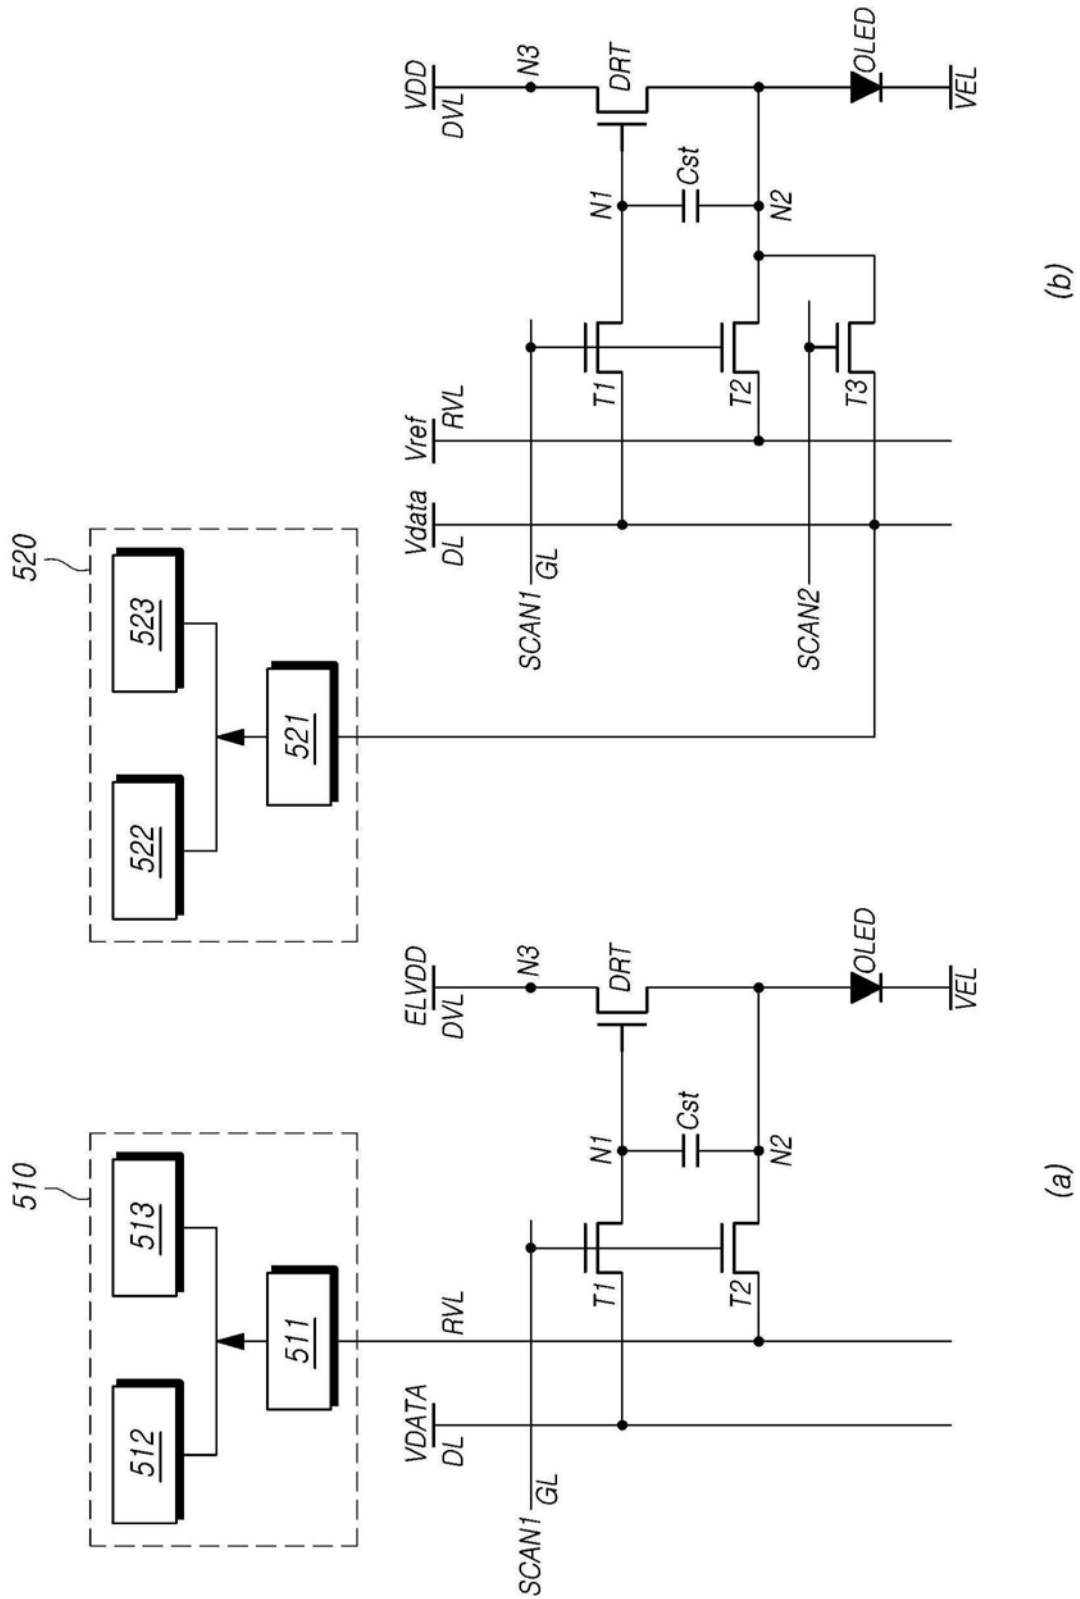 510
512
513
511
VDATA
DL
RVL
ELVDD
DVL
SCAN1
GL
N3
T1
N1
DRT
Cst
T2
N2
OLED
VEL
(a)
520
522
523
521
Vdata
DL
Vref
RVL
VDD
DVL
SCAN1
GL
N3
T1
N1
DRT
Cst
T2
N2
SCAN2
T3
OLED
VEL
(b)